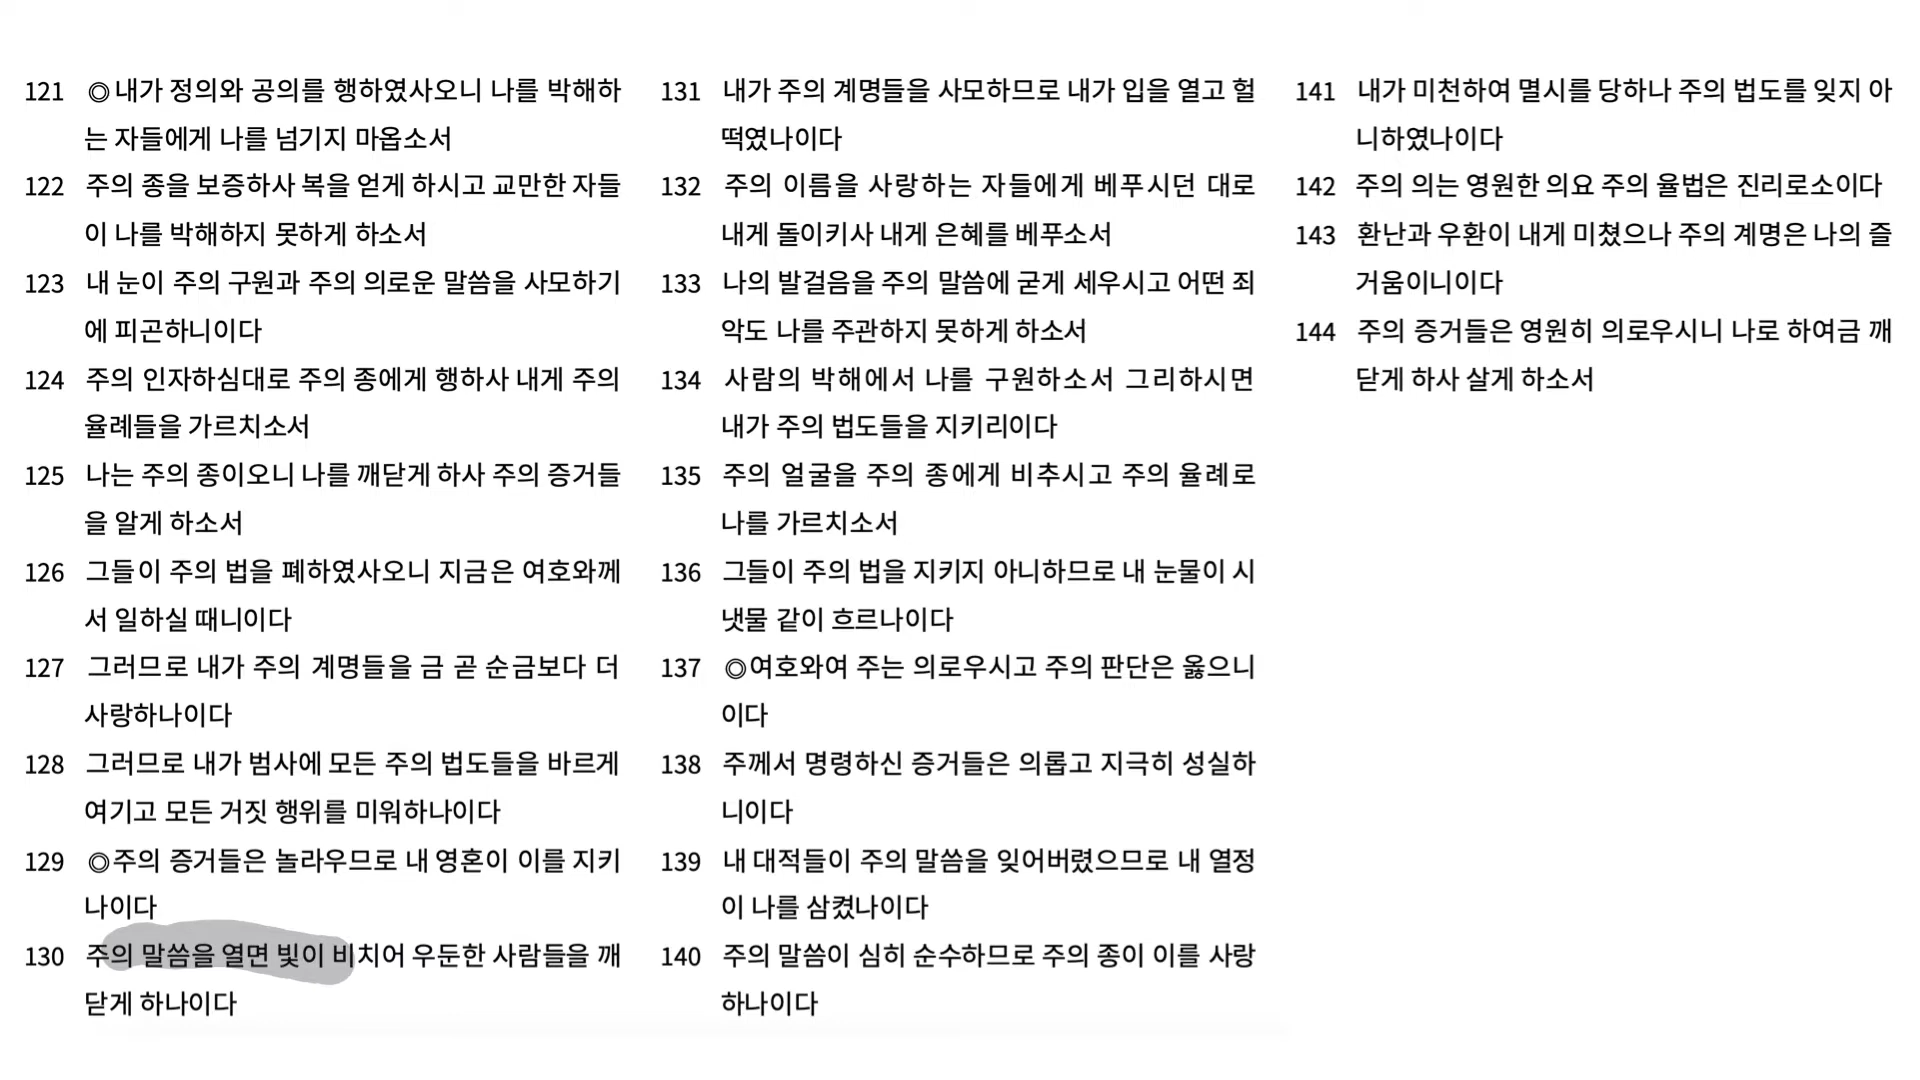 121 ◎내가 정의와 공의를 행하였사오니 나를 박해하
는 자들에게 나를 넘기지 마옵소서
122 주의 종을 보증하사 복을 얻게 하시고 교만한 자들
이 나를 박해하지 못하게 하소서
123 내 눈이 주의 구원과 주의 의로운 말씀을 사모하기
에 피곤하니이다
124 주의 인자하심대로 주의 종에게 행하사 내게 주의
율례들을 가르치소서
125 나는 주의 종이오니 나를 깨닫게 하사 주의 증거들
을 알게 하소서
126 그들이 주의 법을 폐하였사오니 지금은 여호와께
서 일하실 때니이다
127 그러므로 내가 주의 계명들을 금 곧 순금보다 더
사랑하나이다
128 그러므로 내가 범사에 모든 주의 법도들을 바르게
여기고 모든 거짓 행위를 미워하나이다
129 ◎주의 증거들은 놀라우므로 내 영혼이 이를 지키
나이다
130 주의 말씀을 열면 빛이 비치어 우둔한 사람들을 깨
닫게 하나이다
131 내가 주의 계명들을 사모하므로 내가 입을 열고 헐
떡였나이다
132 주의 이름을 사랑하는 자들에게 베푸시던 대로
내게 돌이키사 내게 은혜를 베푸소서
133 나의 발걸음을 주의 말씀에 굳게 세우시고 어떤 죄
악도 나를 주관하지 못하게 하소서
134 사람의 박해에서 나를 구원하소서 그리하시면
내가 주의 법도들을 지키리이다
135 주의 얼굴을 주의 종에게 비추시고 주의 율례로
나를 가르치소서
136 그들이 주의 법을 지키지 아니하므로 내 눈물이 시
냇물 같이 흐르나이다
137 ◎여호와여 주는 의로우시고 주의 판단은 옳으니
이다
138 주께서 명령하신 증거들은 의롭고 지극히 성실하
니이다
139 내 대적들이 주의 말씀을 잊어버렸으므로 내 열정
이 나를 삼켰나이다
140 주의 말씀이 심히 순수하므로 주의 종이 이를 사랑
하나이다
141 내가 미천하여 멸시를 당하나 주의 법도를 잊지 아
니하였나이다
142 주의 의는 영원한 의요 주의 율법은 진리로소이다
143 환난과 우환이 내게 미쳤으나 주의 계명은 나의 즐
거움이니이다
144 주의 증거들은 영원히 의로우시니 나로 하여금 깨
닫게 하사 살게 하소서